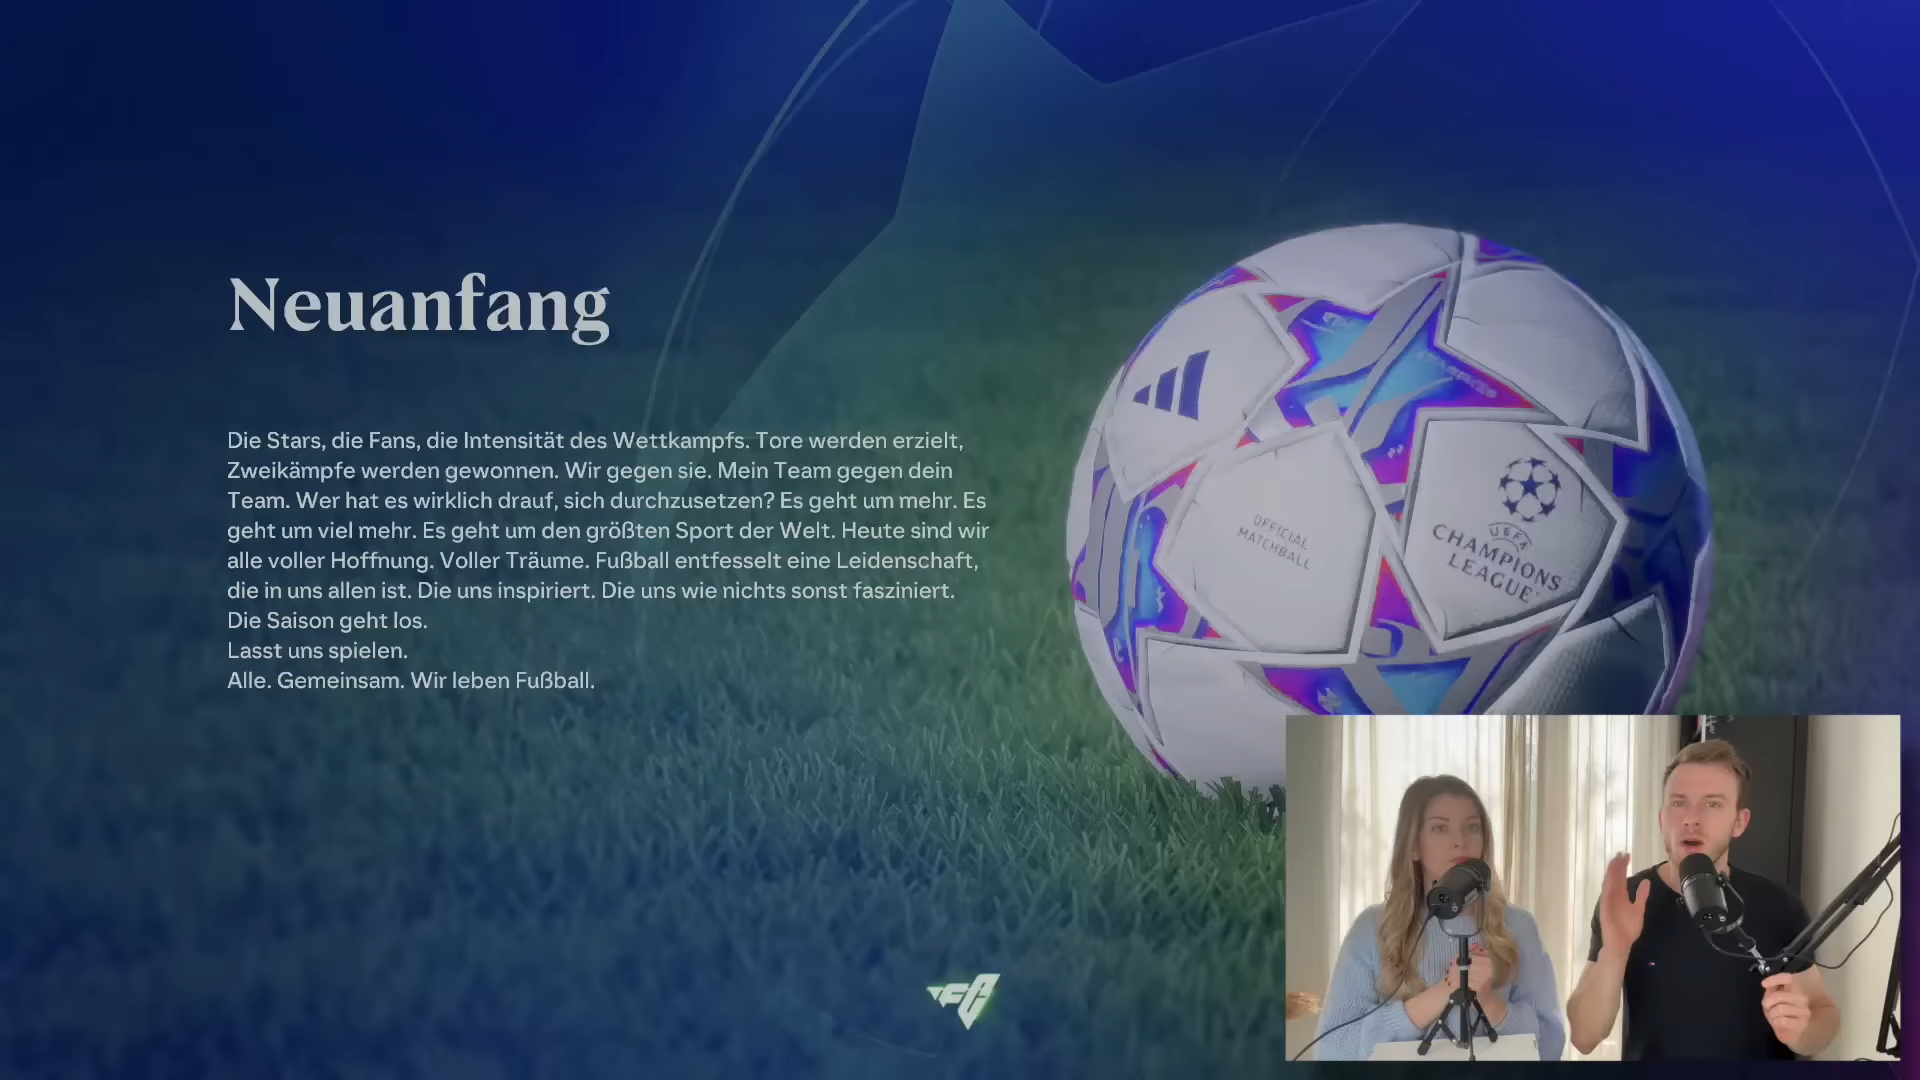 Neuanfang
Die Stars, die Fans, die Intensität des Wettkampfs. Tore werden erzielt,
Zweikämpfe werden gewonnen. Wir gegen sie. Mein Team gegen dein
Team. Wer hat es wirklich drauf, sich durchzusetzen? Es geht um mehr. Es
geht um viel mehr. Es geht um den größten Sport der Welt. Heute sind wir
alle voller Hoffnung. Voller Träume. Fußball entfesselt eine Leidenschaft,
die in uns allen ist. Die uns inspiriert. Die uns wie nichts sonst fasziniert.
Die Saison geht los.
Lasst uns spielen.
Alle. Gemeinsam. Wir leben Fußball.
OFFICIAL
MATCHBALL
UEFA
CHAMPIONS
LEAGUE